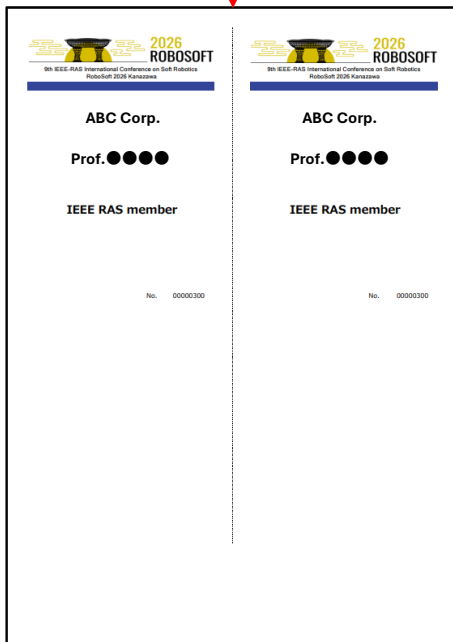 2026
ROBOSOFT
9th IEEE-RAS International Conference on Soft Robotics
RoboSoft 2026 Kanazawa
ABC Corp.
Prof.●●●●
IEEE RAS member
No. 00000300
2026
ROBOSOFT
9th IEEE-RAS International Conference on Soft Robotics
RoboSoft 2026 Kanazawa
ABC Corp.
Prof.●●●●
IEEE RAS member
No. 00000300